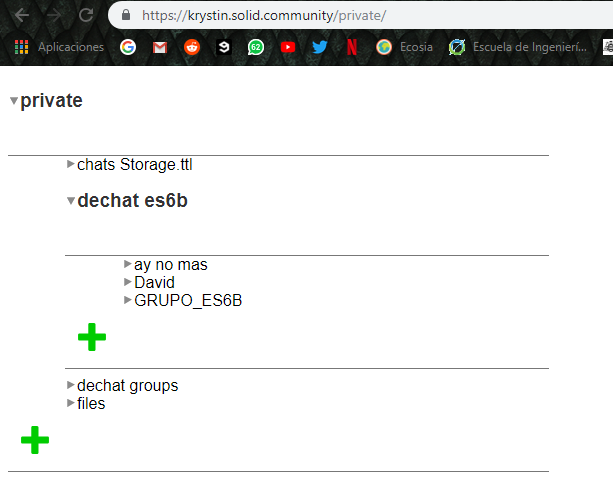 https://krystin.solid.community/private/
Aplicaciones
62
Ecosia
Escuela de Ingenierí...
private
chats Storage.ttl
dechat es6b
ay no mas
David
GRUPO_ES6B
dechat groups
files